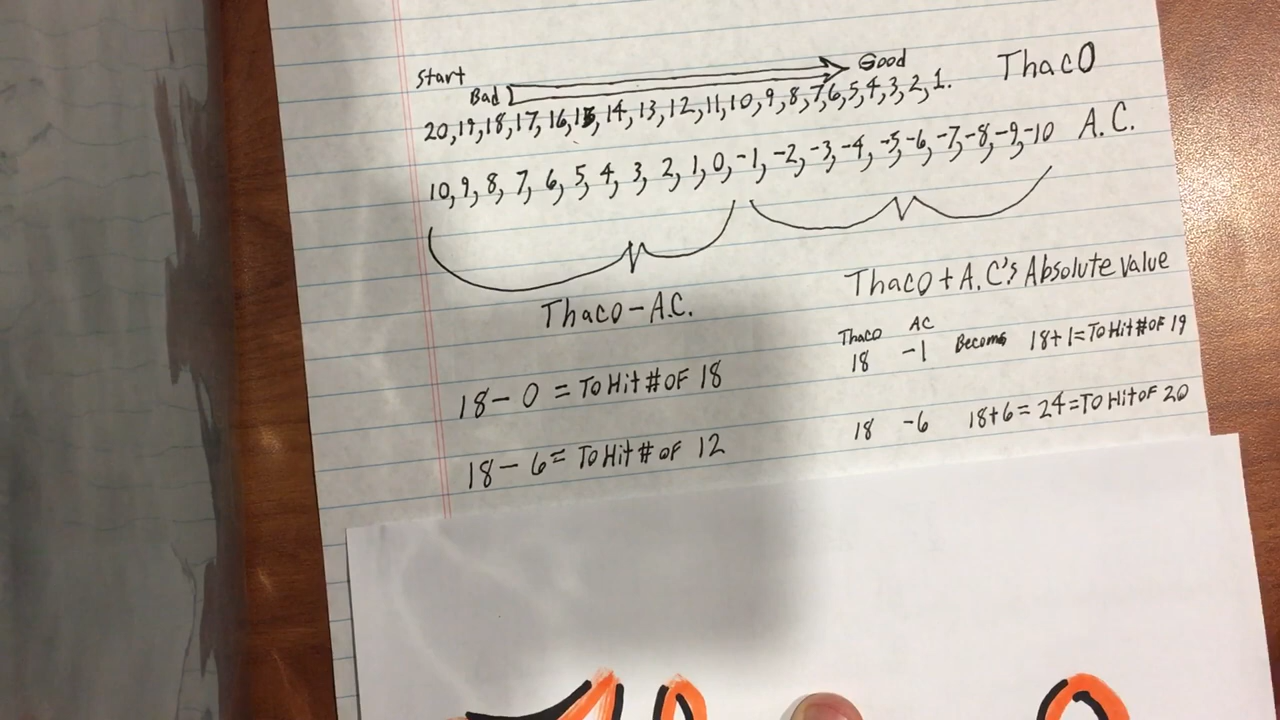 Start
Bad Good
20, 19, 18, 17, 16, 15, 14, 13, 12, 11, 10, 9, 8, 7, 6, 5, 4, 3, 2, 1. Thac0
10, 9, 8, 7, 6, 5, 4, 3, 2, 1, 0, -1, -2, -3, -4, -5, -6, -7, -8, -9, -10 A.C.
Thaco - A.C.
18 - 0 = To Hit # OF 18
18 - 6 = To Hit # of 12
Thaco + A.C's Absolute value
Thaco AC
18 -1 Becomes 18+1 = To Hit # OF 19
18 -6 18+6 = 24 = To Hit OF 20